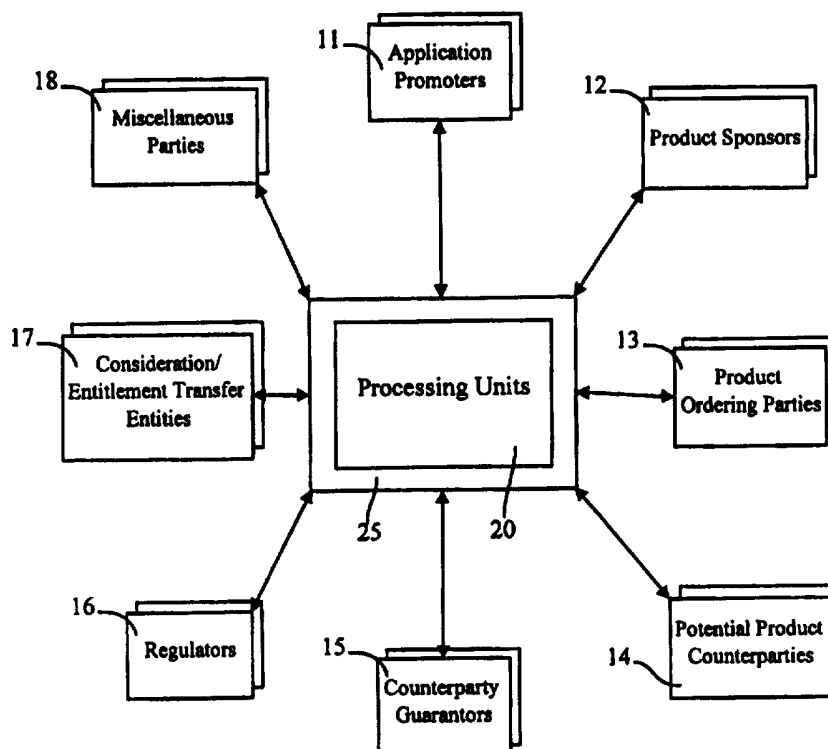 11
Application
Promoters
18
Miscellaneous
Parties
12
Product Sponsors
17
Consideration/
Entitlement Transfer
Entities
Processing Units
20
25
13
Product
Ordering Parties
16
Regulators
15
Counterparty
Guarantors
Potential Product
Counterparties
14